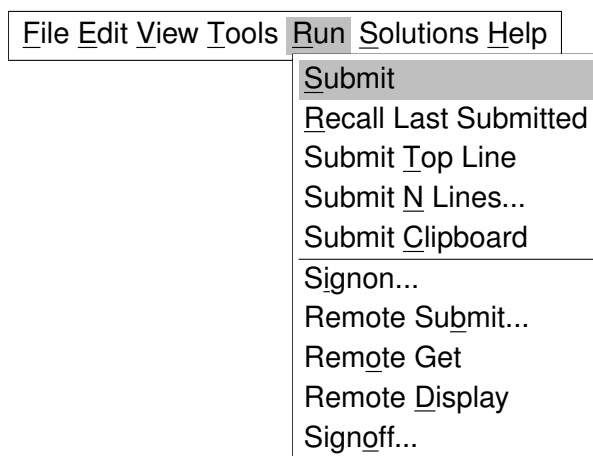 File Edit View Tools Run Solutions Help
Submit
Recall Last Submitted
Submit Top Line
Submit N Lines...
Submit Clipboard
Signon...
Remote Submit...
Remote Get
Remote Display
Signoff...